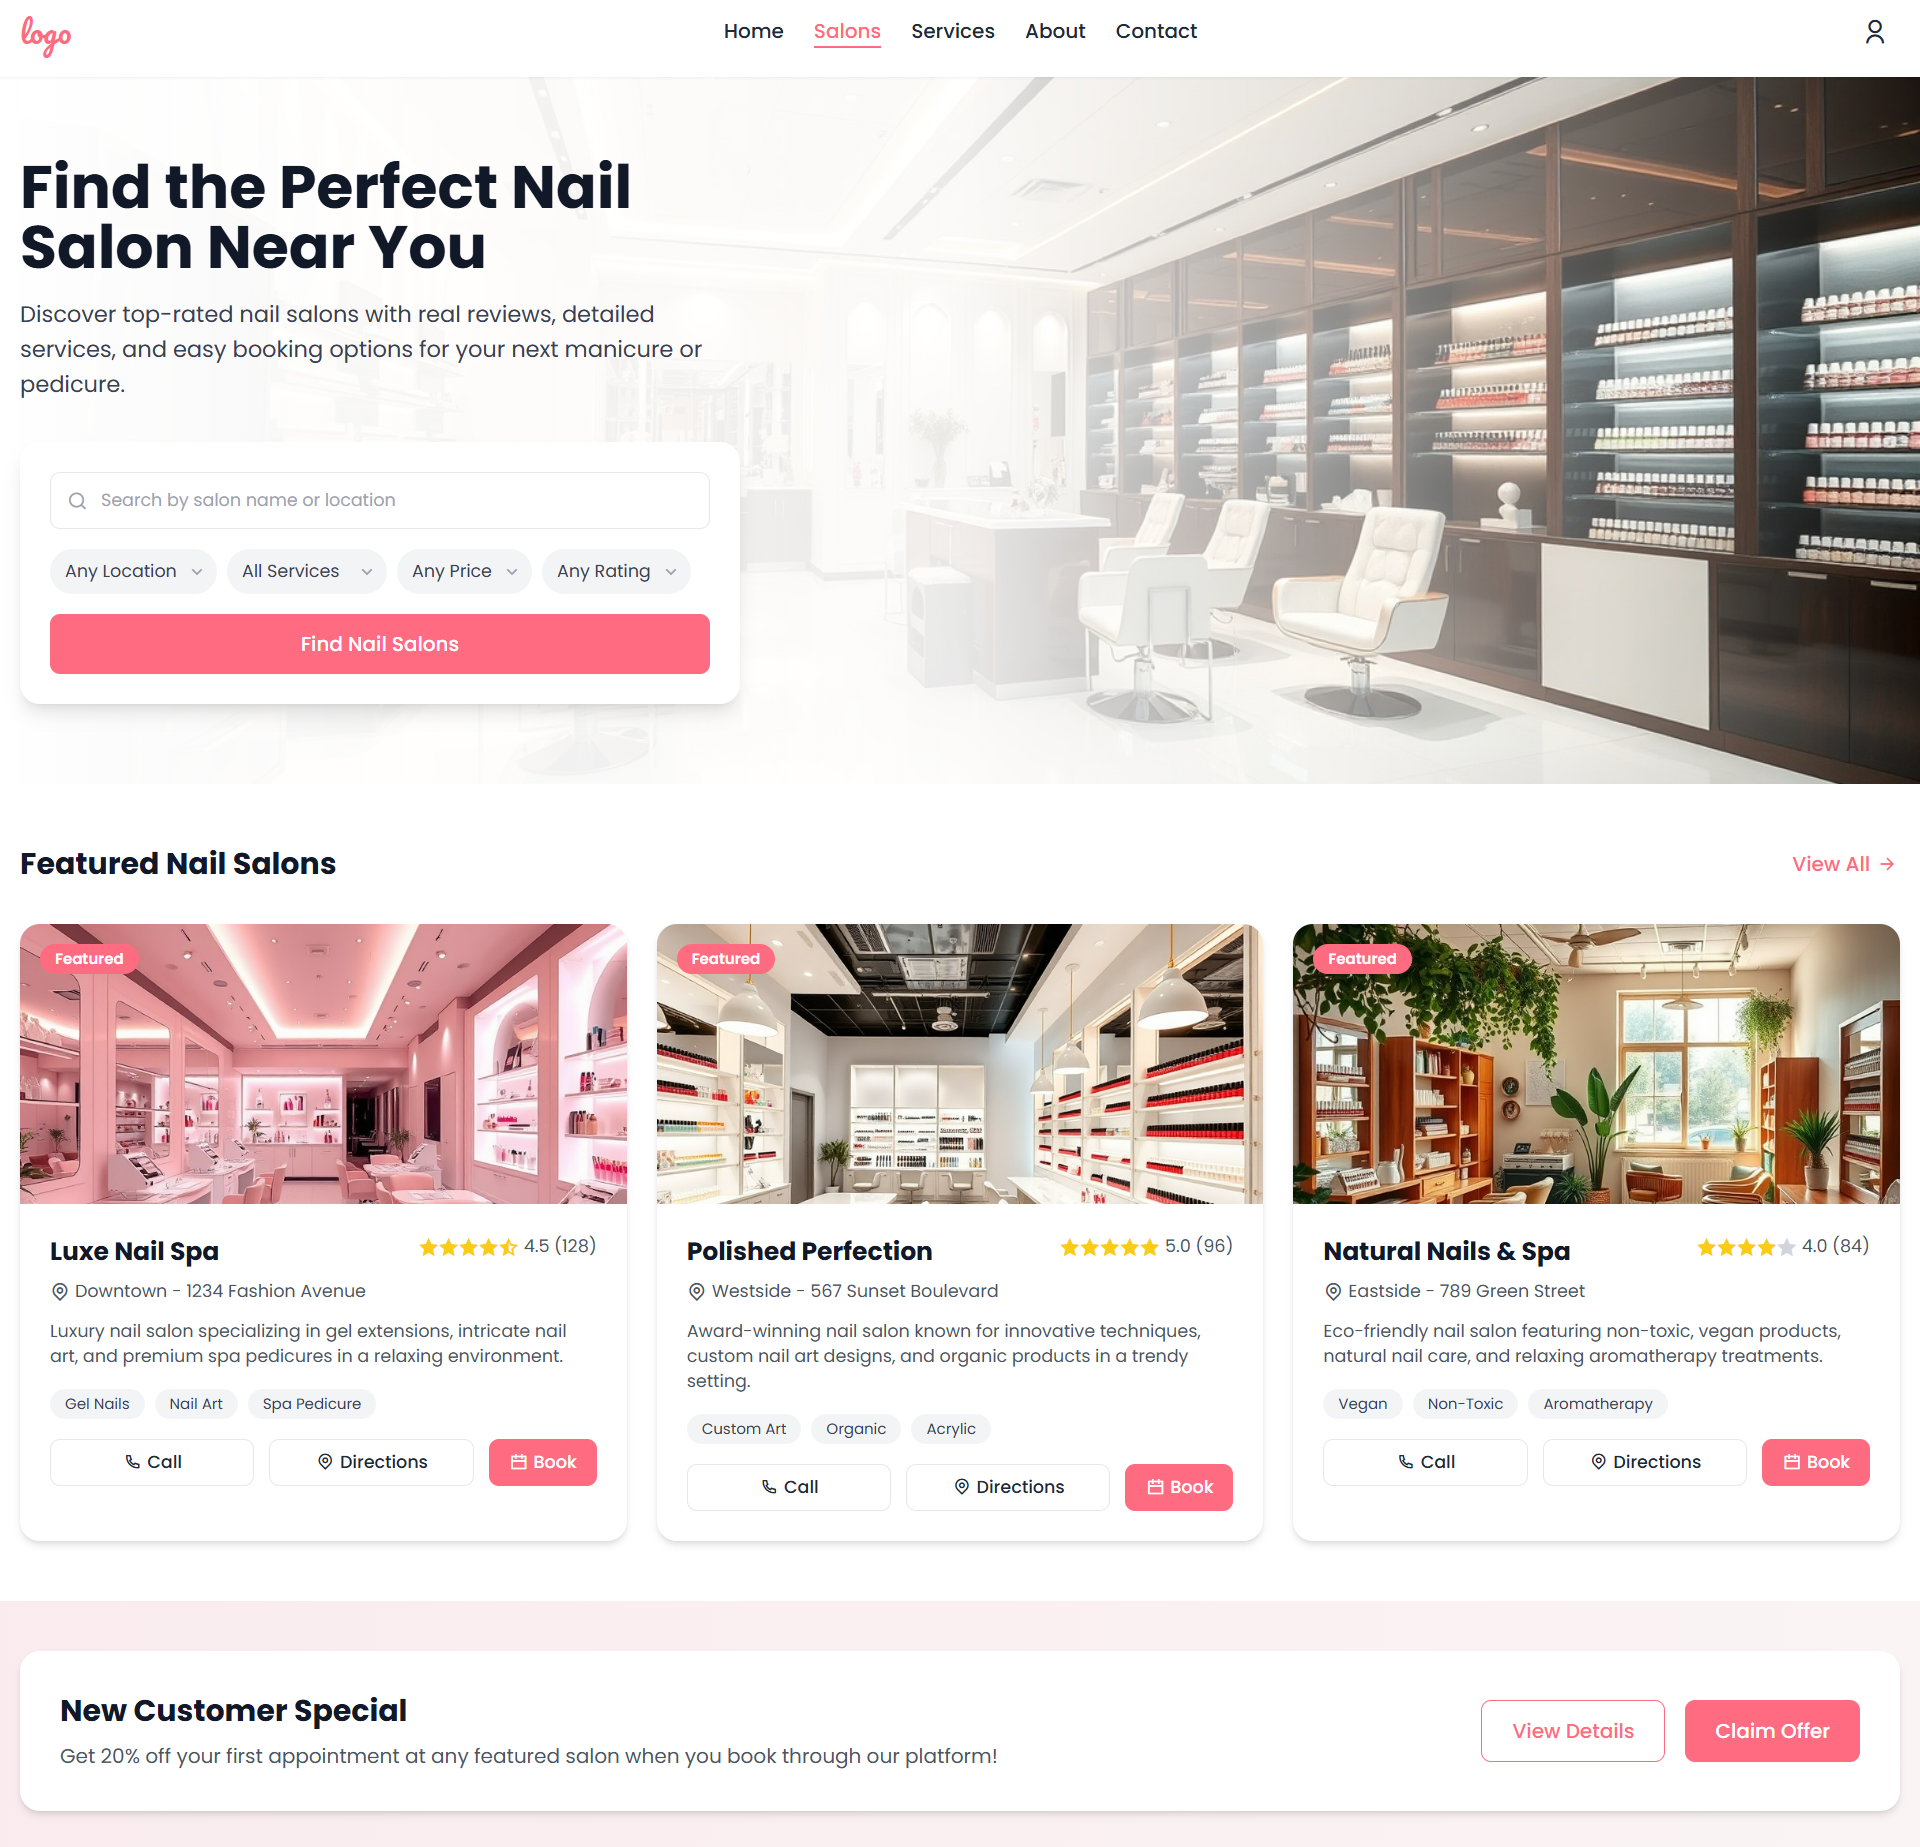 logo
Home
Salons
Services
About
Contact
Find the Perfect Nail
Salon Near You
Discover top-rated nail salons with real reviews, detailed
services, and easy booking options for your next manicure or
pedicure.
Search by salon name or location
Any Location
All Services
Any Price
Any Rating
Find Nail Salons
Featured Nail Salons
View All
Featured
Luxe Nail Spa
4.5 (128)
Downtown - 1234 Fashion Avenue
Luxury nail salon specializing in gel extensions, intricate nail
art, and premium spa pedicures in a relaxing environment.
Gel Nails
Nail Art
Spa Pedicure
Call
Directions
Book
Featured
Polished Perfection
5.0 (96)
Westside - 567 Sunset Boulevard
Award-winning nail salon known for innovative techniques,
custom nail art designs, and organic products in a trendy
setting.
Custom Art
Organic
Acrylic
Call
Directions
Book
Featured
Natural Nails & Spa
4.0 (84)
Eastside - 789 Green Street
Eco-friendly nail salon featuring non-toxic, vegan products,
natural nail care, and relaxing aromatherapy treatments.
Vegan
Non-Toxic
Aromatherapy
Call
Directions
Book
New Customer Special
Get 20% off your first appointment at any featured salon when you book through our platform!
View Details
Claim Offer